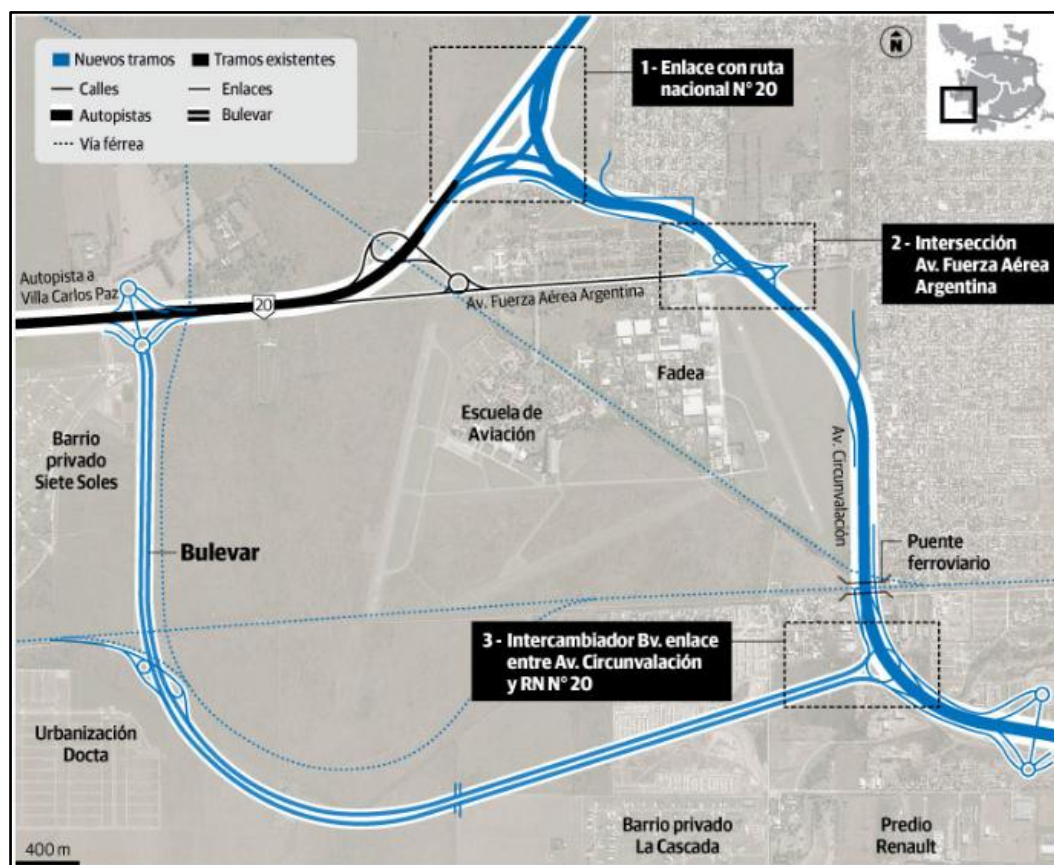 Nuevos tramos
Tramos existentes
Calles
Enlaces
Autopistas
Bulevar
Vía férrea
1 - Enlace con ruta
nacional N° 20
N
2 - Intersección
Av. Fuerza Aérea
Argentina
Autopista a
Villa Carlos Paz
20
Av. Fuerza Aérea Argentina
Fadea
Escuela de
Aviación
Barrio
privado
Siete Soles
Av. Circunvalación
Bulevar
Puente
ferroviario
3 - Intercambiador Bv. enlace
entre Av. Circunvalación
y RN N° 20
Urbanización
Docta
Barrio privado
La Cascada
Predio
Renault
400 m